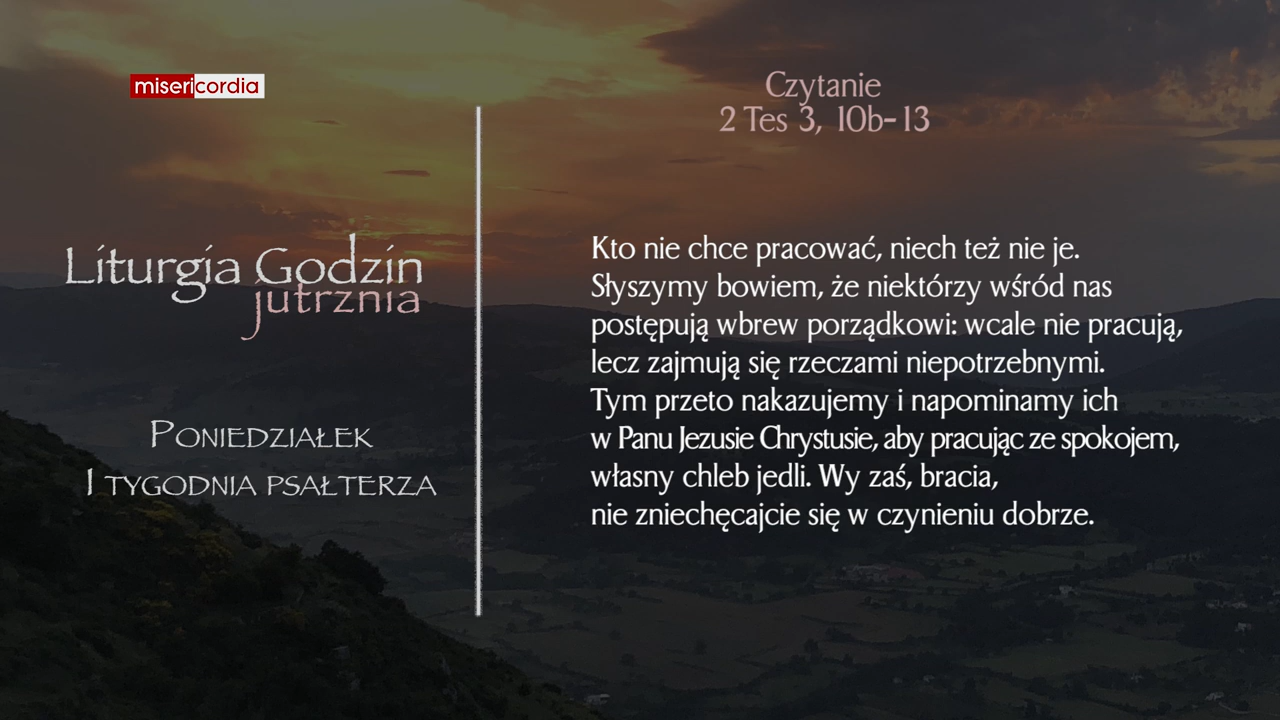 misericordia
Liturgia Godzin
jutrznia
Poniedziałek
I tygodnia psałterza
Czytanie
2 Tes 3, 10b-13
Kto nie chce pracować, niech też nie je.
Słyszymy bowiem, że niektórzy wśród nas
postępują wbrew porządkowi: wcale nie pracują,
lecz zajmują się rzeczami niepotrzebnymi.
Tym przeto nakazujemy i napominamy ich
w Panu Jezusie Chrystusie, aby pracując ze spokojem,
własny chleb jedli. Wy zaś, bracia,
nie zniechęcajcie się w czynieniu dobrze.